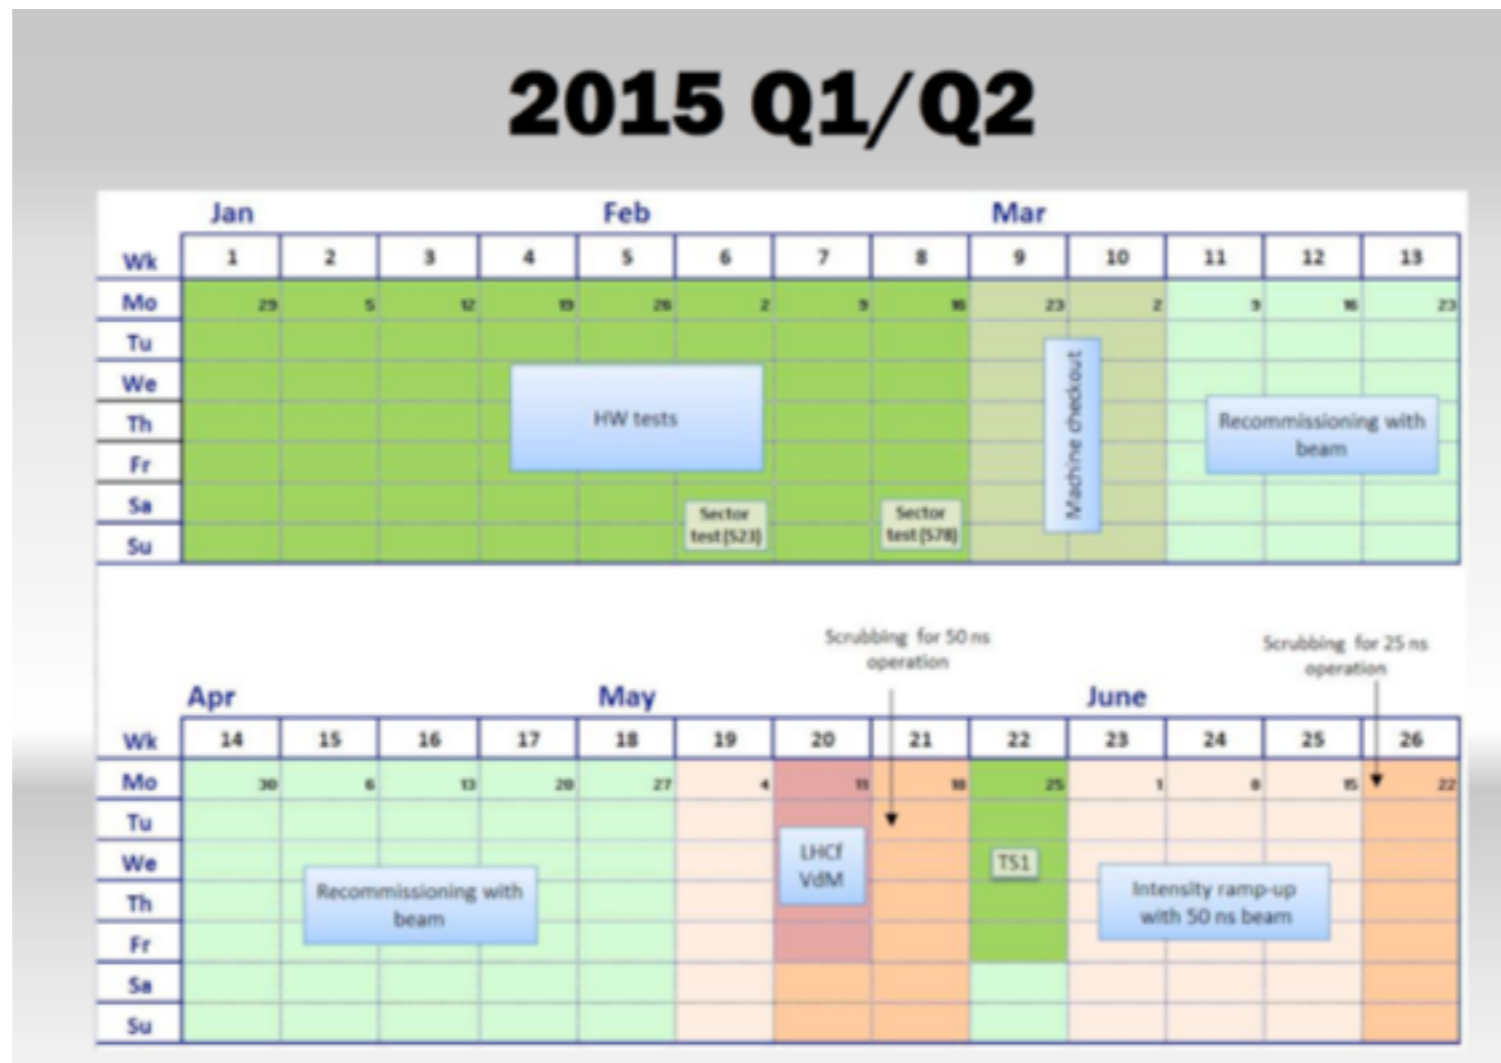 2015 Q1/Q2
Jan Feb Mar
Wk 1 2 3 4 5 6 7 8 9 10 11 12 13
Mo 29 5 12 19 26 2 9 16 23 2 9 16 23
Tu
We
Th
Fr
Sa
Su
HW tests
Sector
test (S23)
Sector
test (S78)
Machine checkout
Recommissioning with
beam
Scrubbing for 50 ns
operation
Scrubbing for 25 ns
operation
Apr May June
Wk 14 15 16 17 18 19 20 21 22 23 24 25 26
Mo 30 6 13 20 27 4 11 18 25 1 8 15 22
Tu
We
Th
Fr
Sa
Su
Recommissioning with
beam
LHCf
VdM
TS1
Intensity ramp-up
with 50 ns beam